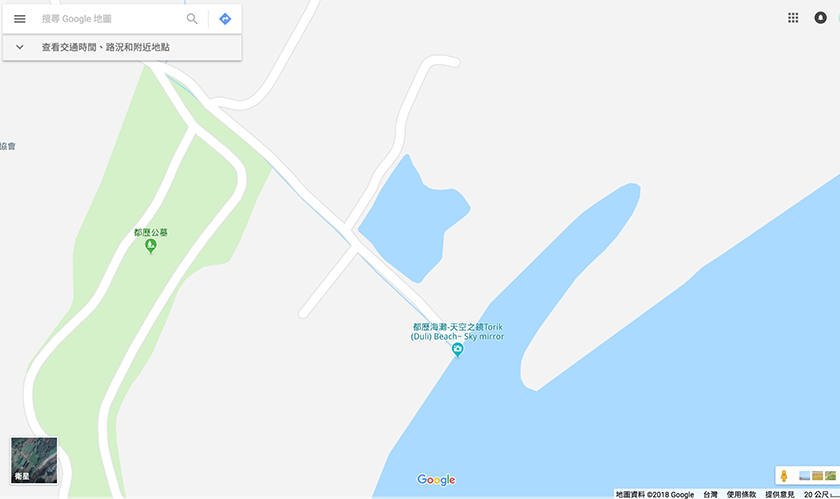 搜尋 Google 地圖
查看交通時間、路況和附近地點
協會
都歷公墓
都歷海灘-天空之鏡Torik
(Duli) Beach~ Sky mirror
衛星
Google
地圖資料 ©2018 Google 台灣 使用條款 提供意見 20 公尺